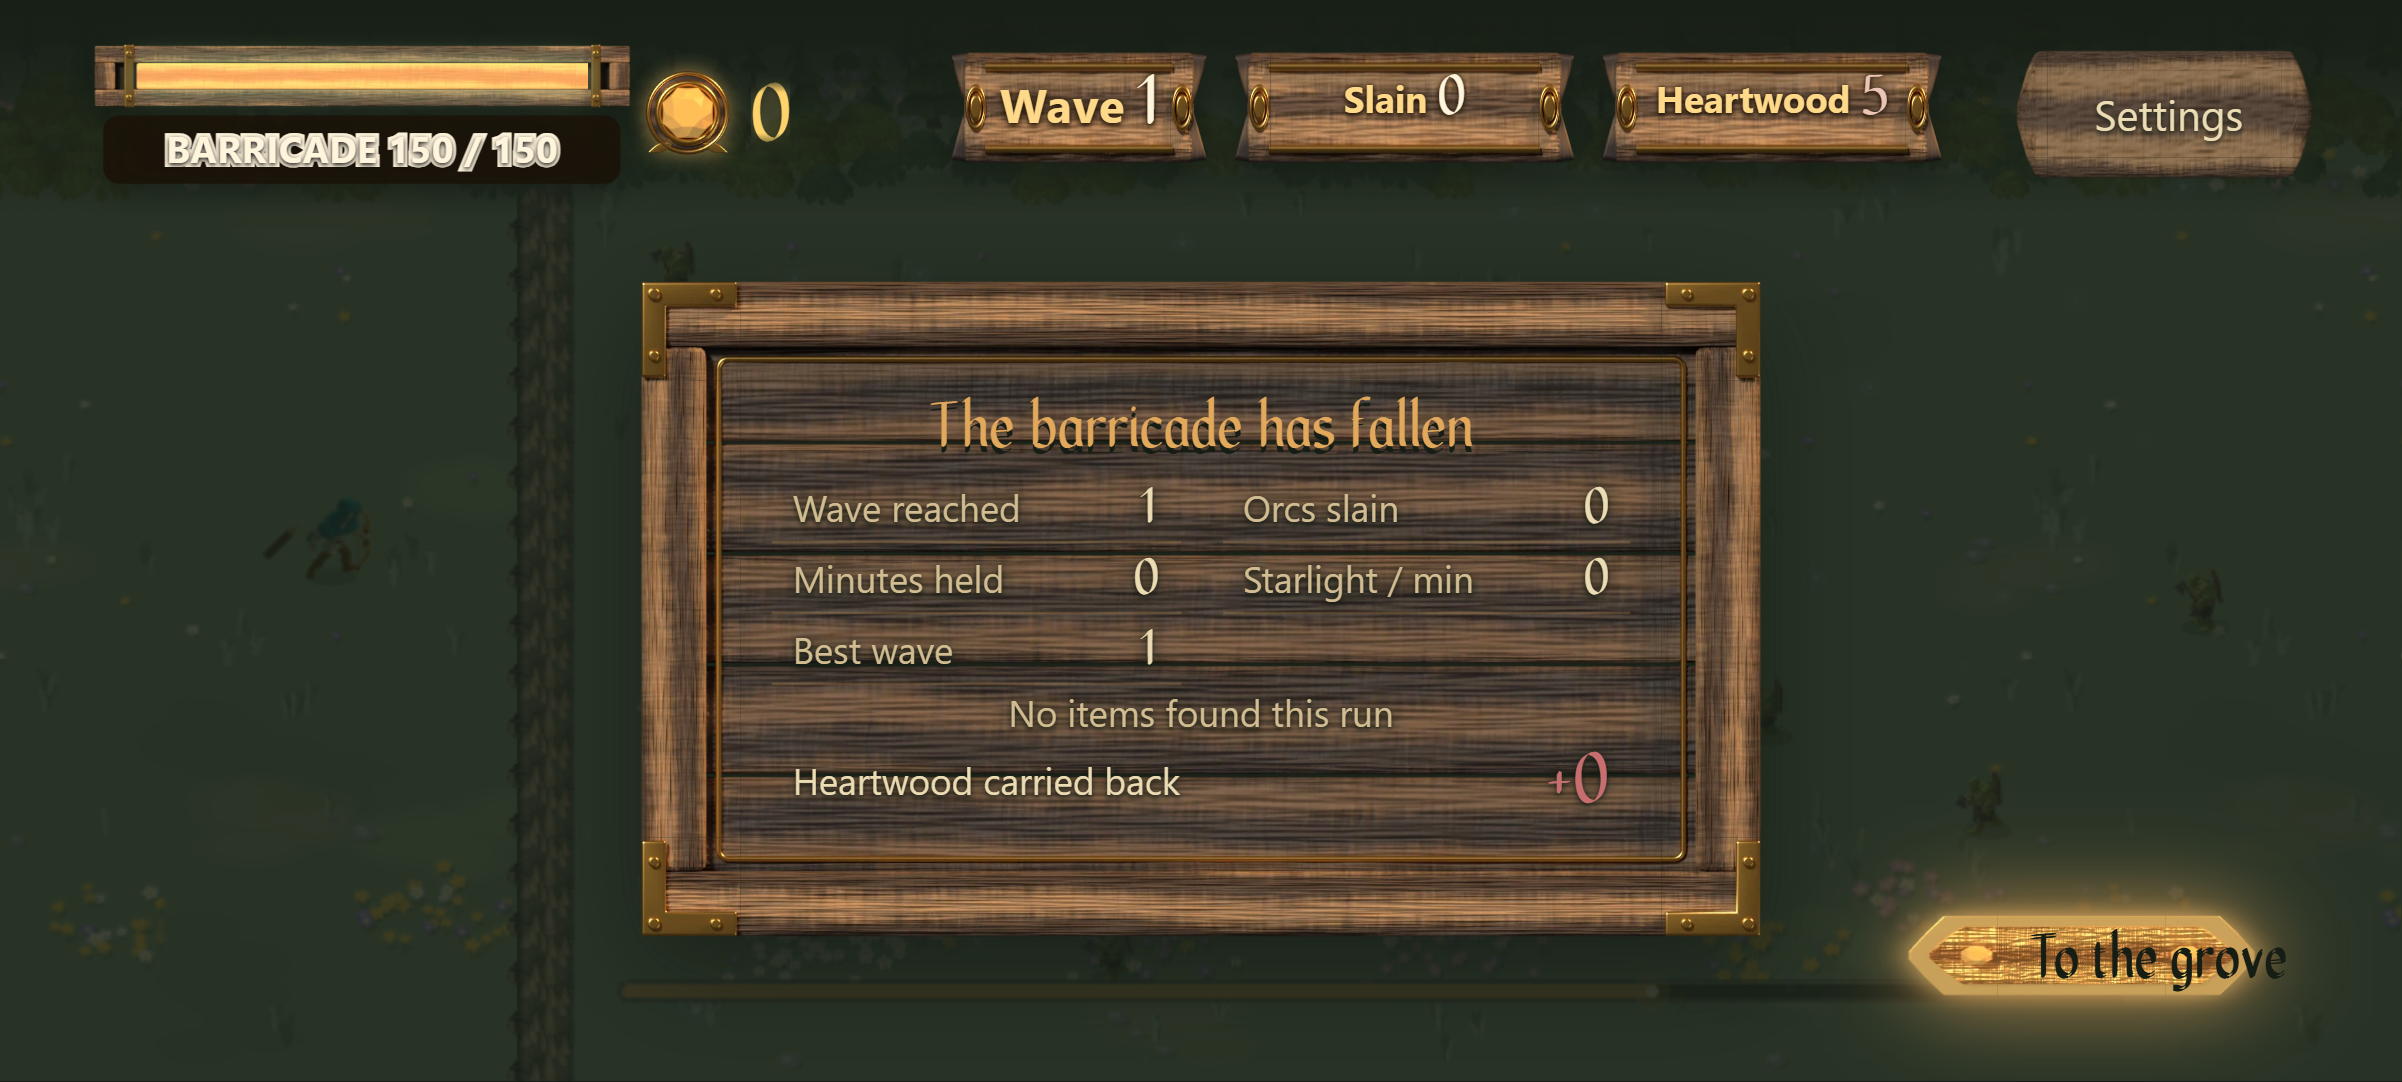 BARRICADE 150 / 150
0
Wave 1
Slain 0
Heartwood 5
Settings
The barricade has fallen
Wave reached 1 Orcs slain 0
Minutes held 0 Starlight / min 0
Best wave 1
No items found this run
Heartwood carried back +0
To the grove